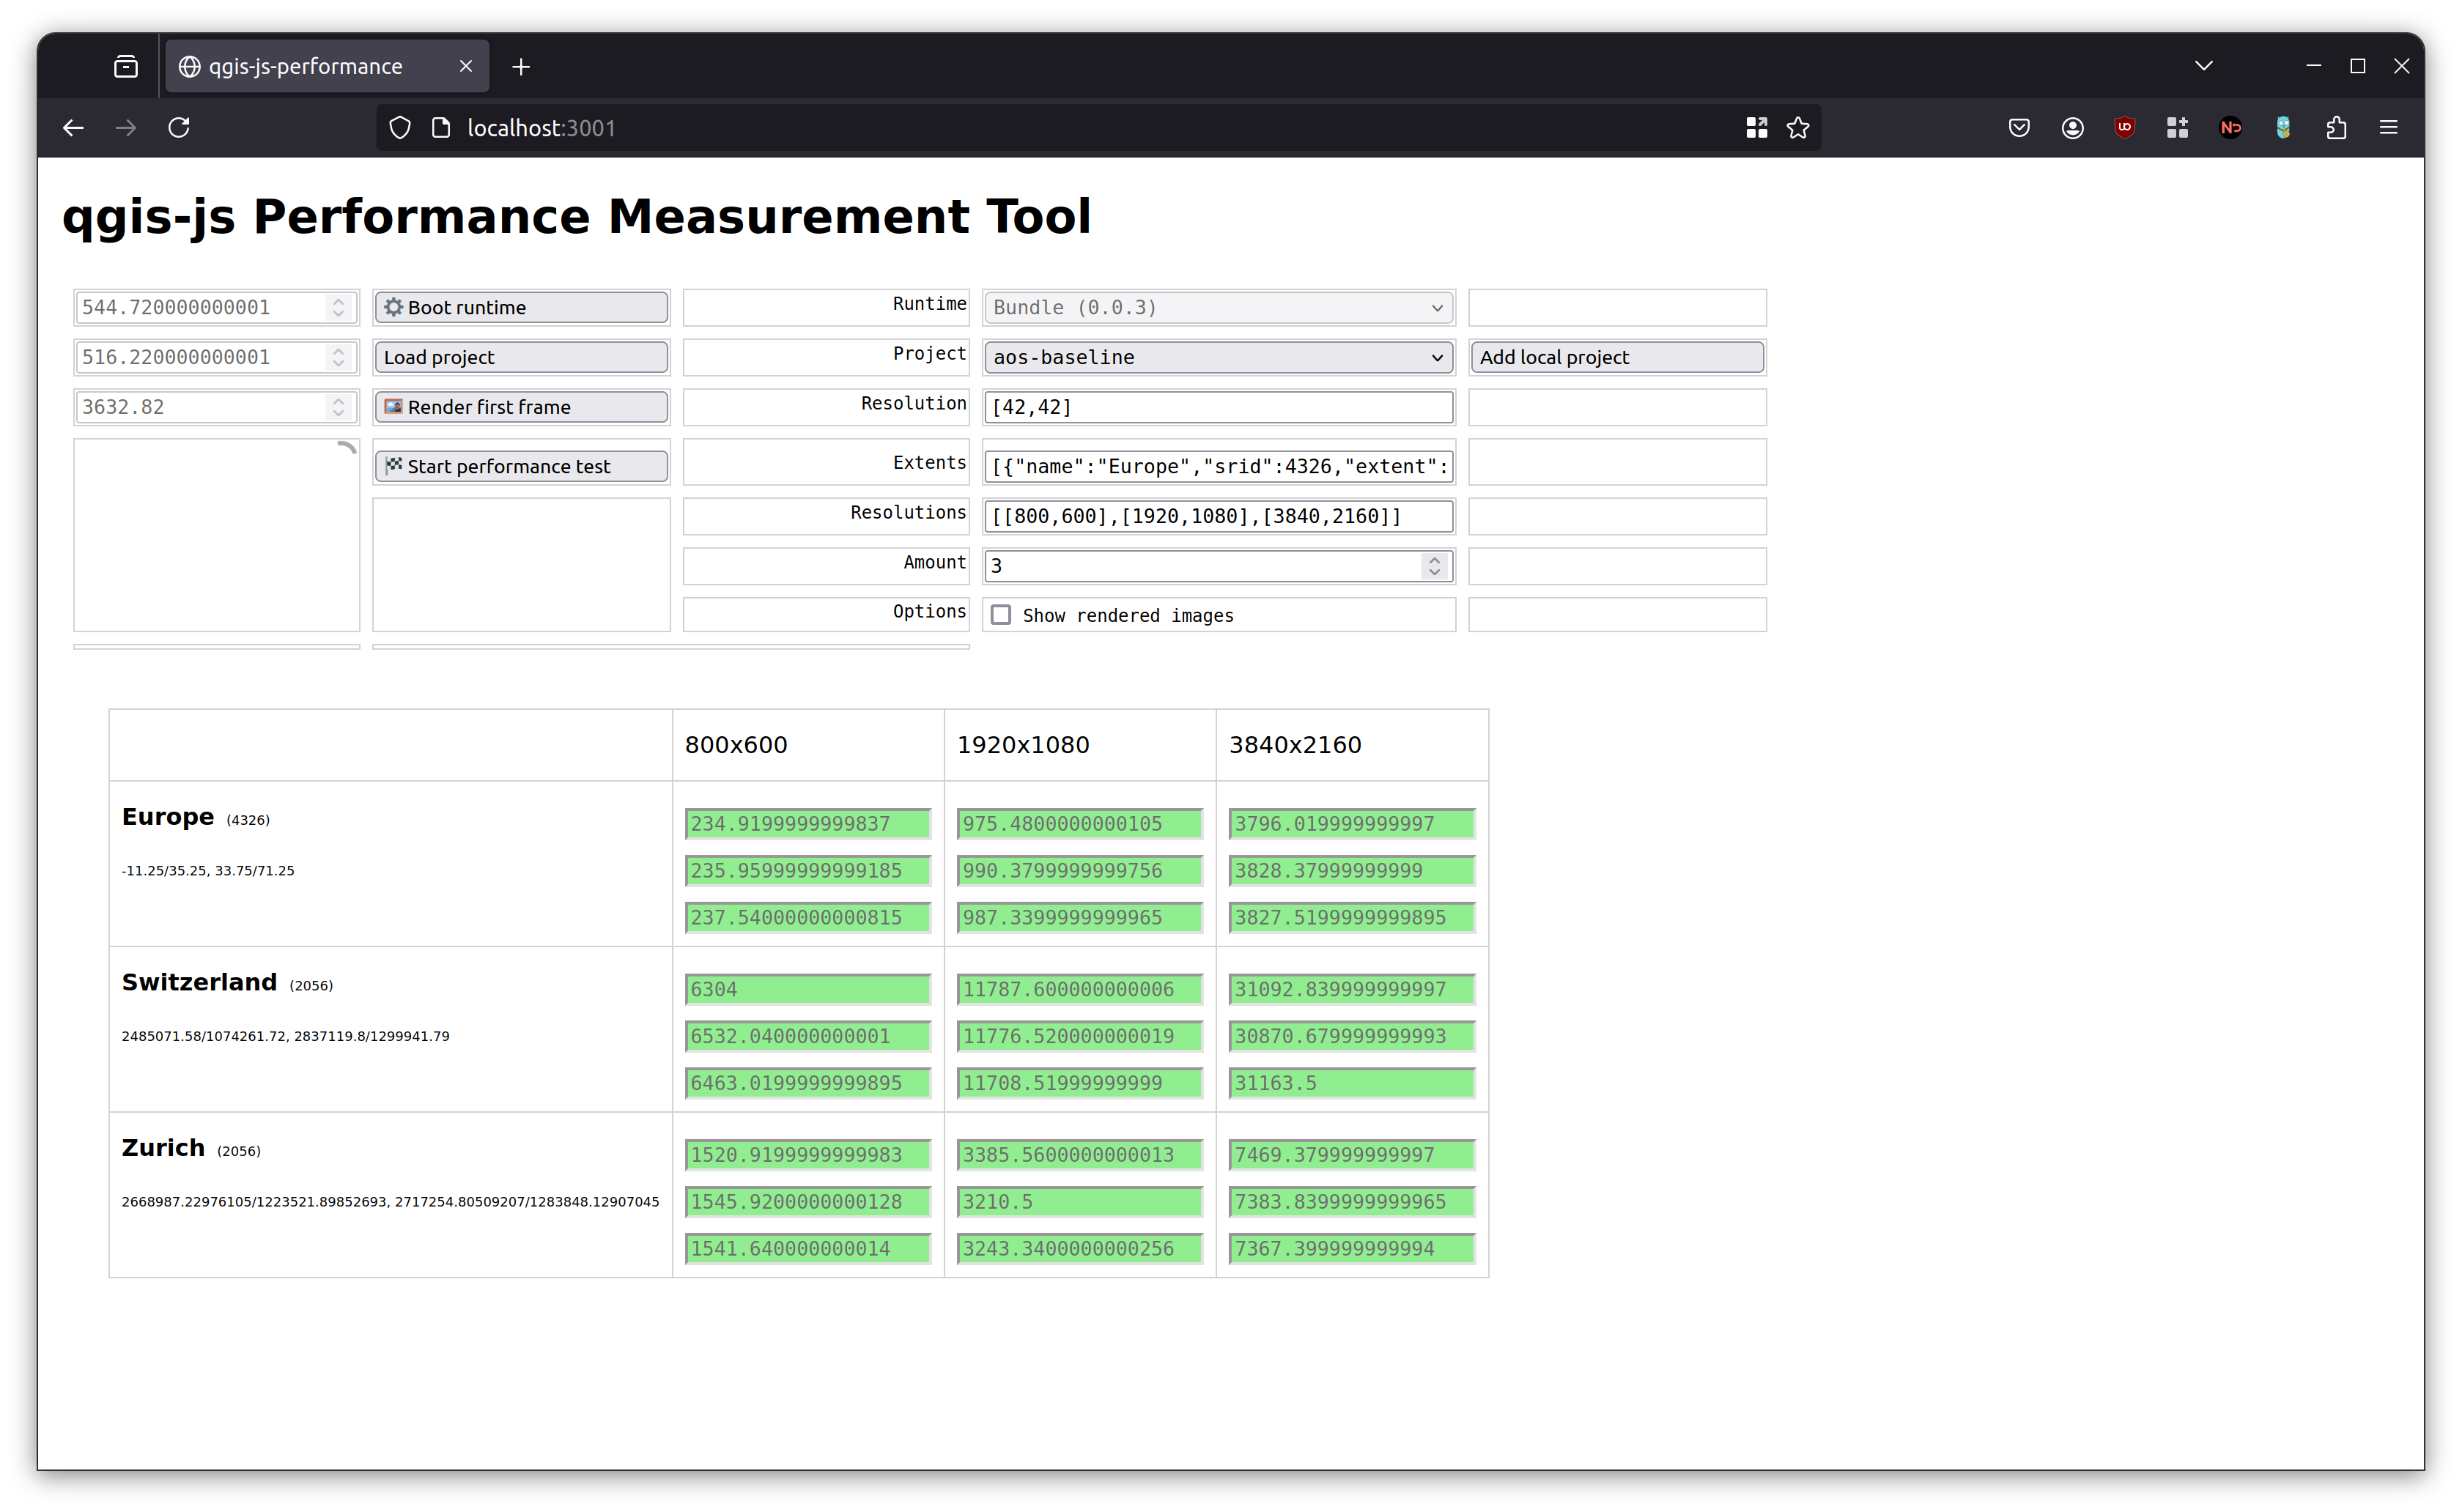 qgis-js-performance
localhost:3001
qgis-js Performance Measurement Tool
544.720000000001 Boot runtime Runtime Bundle (0.0.3)
516.220000000001 Load project Project aos-baseline Add local project
3632.82 Render first frame Resolution [42,42]
Start performance test Extents [{"name":"Europe","srid":4326,"extent":
Resolutions [[800,600],[1920,1080],[3840,2160]]
Amount 3
Options Show rendered images
800x600 1920x1080 3840x2160
Europe (4326) 234.9199999999837 975.4800000000105 3796.019999999997
-11.25/35.25, 33.75/71.25 235.95999999999185 990.3799999999756 3828.37999999999
237.54000000000815 987.3399999999965 3827.5199999999895
Switzerland (2056) 6304 11787.600000000006 31092.839999999997
2485071.58/1074261.72, 2837119.8/1299941.79 6532.040000000001 11776.520000000019 30870.679999999993
6463.0199999999895 11708.51999999999 31163.5
Zurich (2056) 1520.9199999999983 3385.5600000000013 7469.379999999997
2668987.22976105/1223521.89852693, 2717254.80509207/1283848.12907045 1545.9200000000128 3210.5 7383.8399999999965
1541.640000000014 3243.3400000000256 7367.399999999994